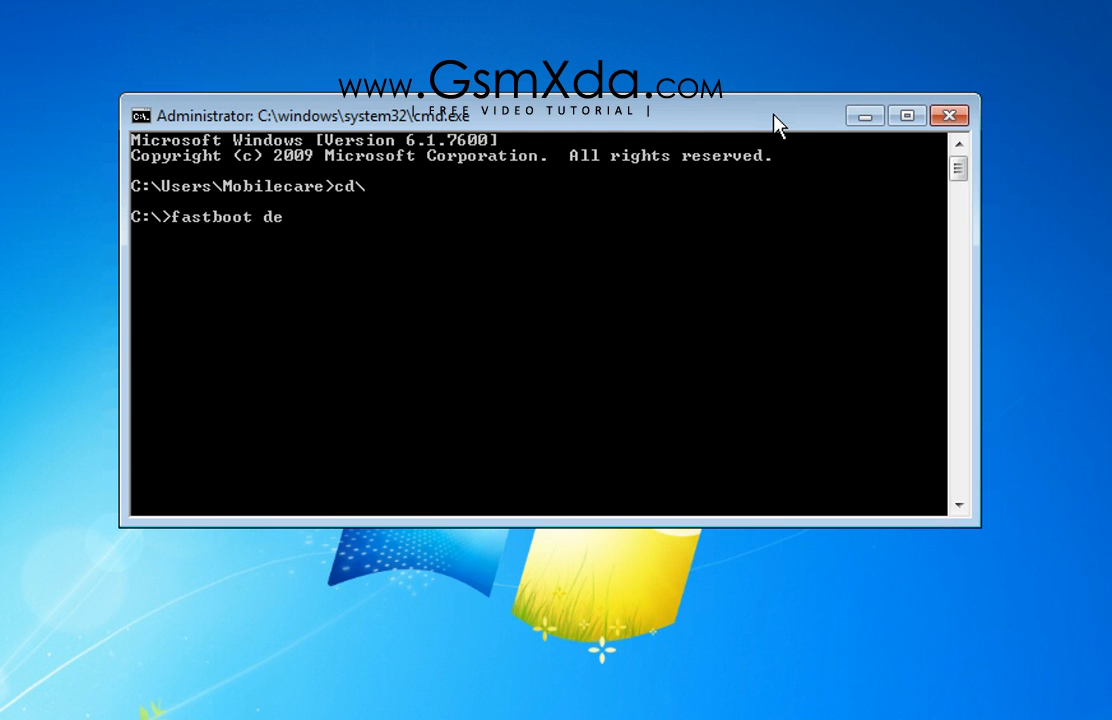 www.GsmXda.com
| FREE VIDEO TUTORIAL |
Administrator: C:\windows\system32\cmd.exe
Microsoft Windows [Version 6.1.7600]
Copyright (c) 2009 Microsoft Corporation.  All rights reserved.
C:\Users\Mobilecare>cd\
C:\>fastboot de